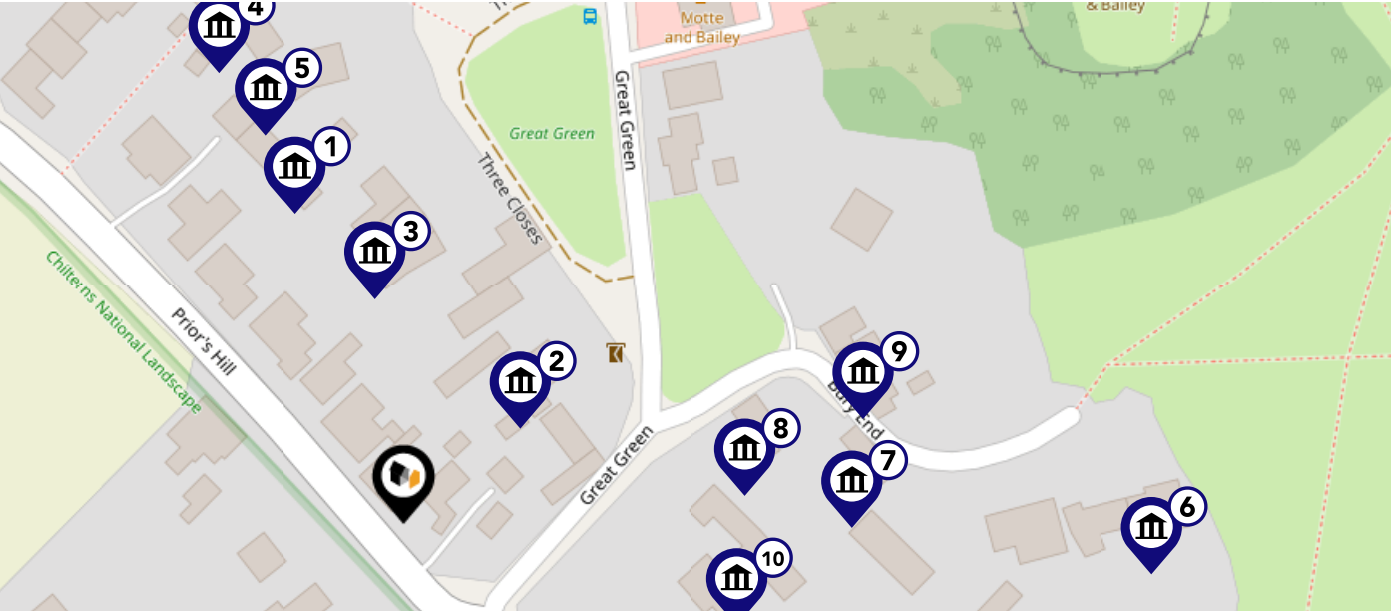 4
& Bailey
Motte
and Bailey
5
Great Green
Great Green
1
Three Closes
3
Chilterns National Landscape
Prior's Hill
2
9
Bury End
8
Great Green
7
6
10